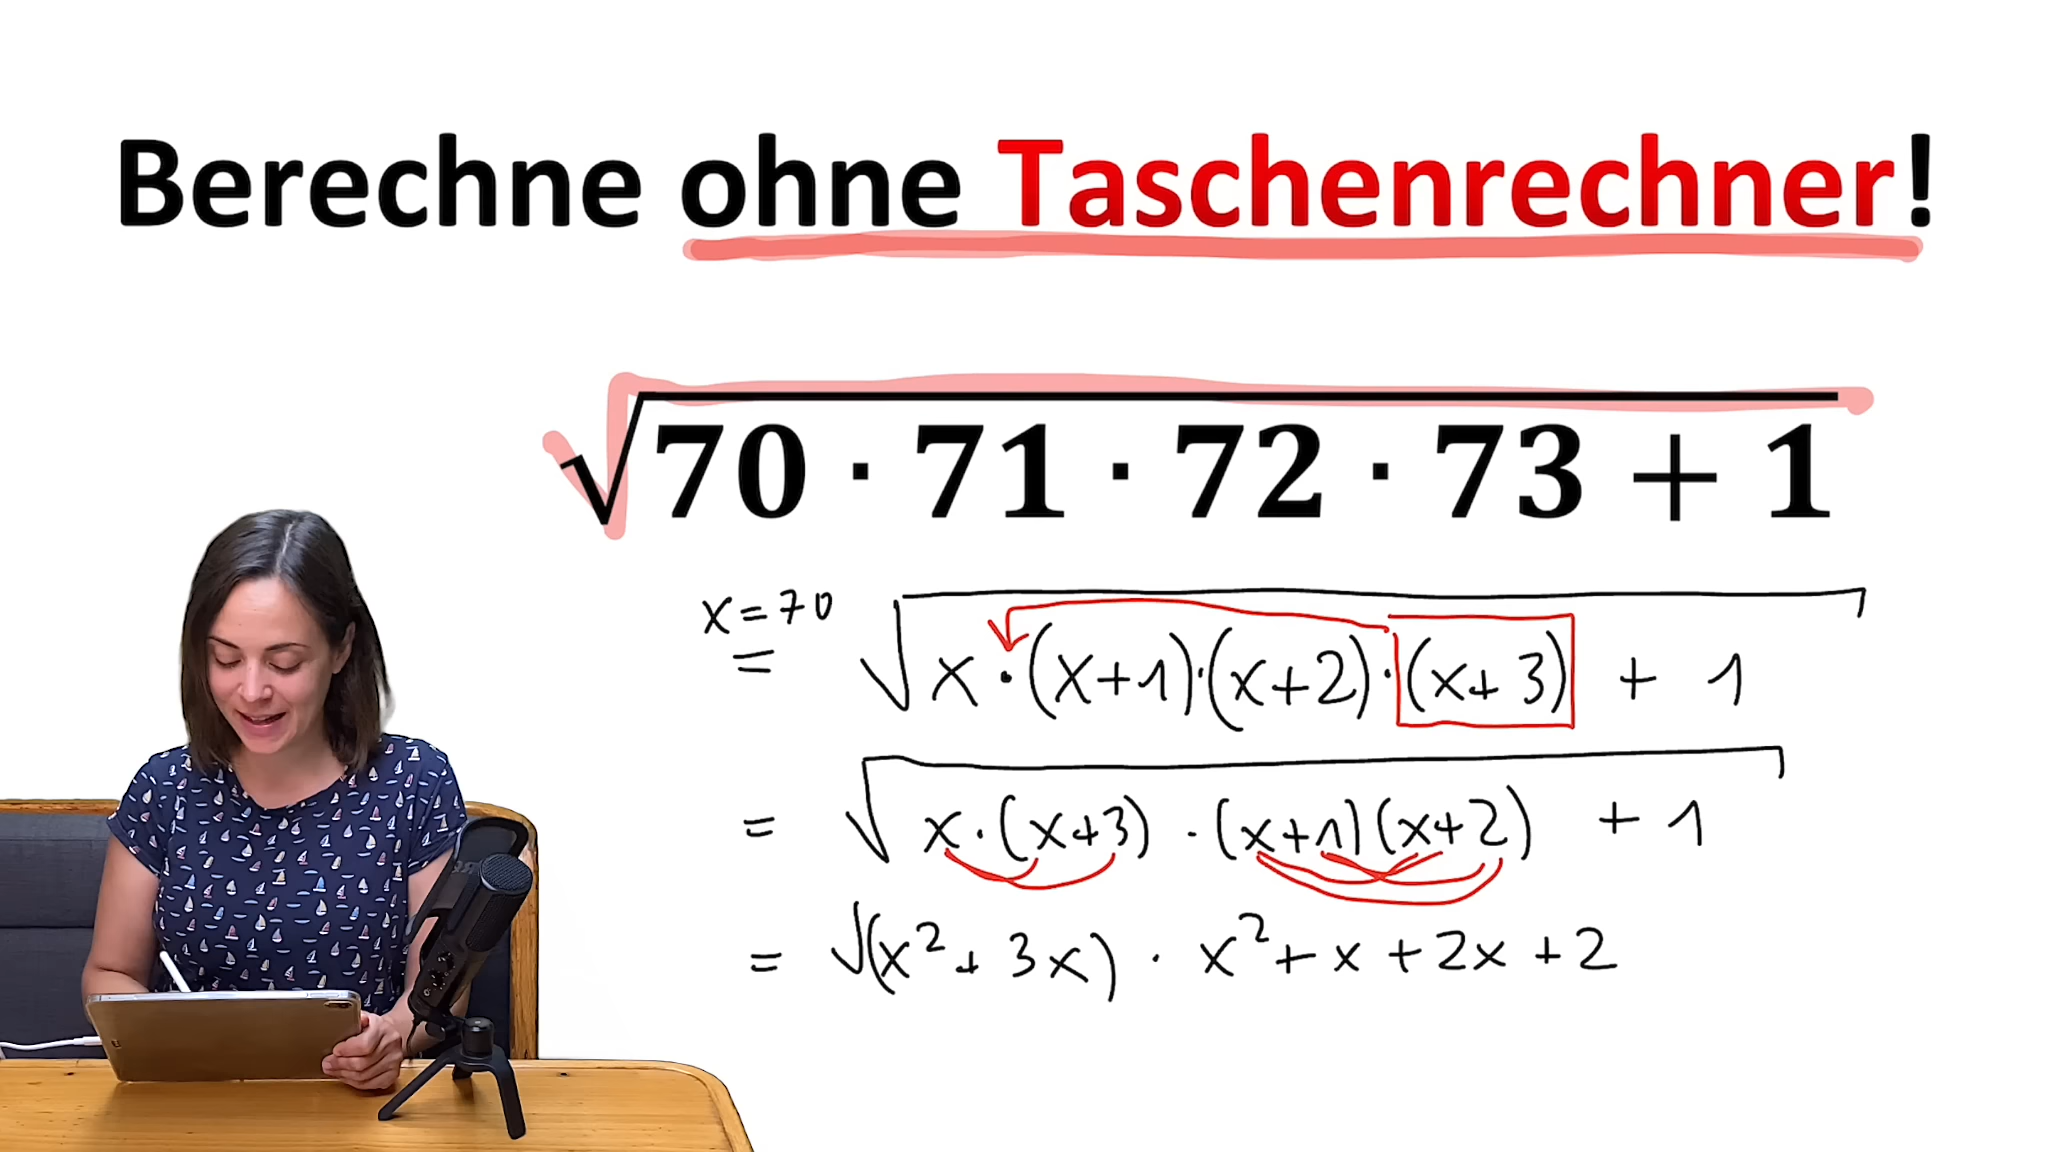 Berechne ohne Taschenrechner!
√70 · 71 · 72 · 73 + 1
x = 70
= √x · (x+1) · (x+2) · (x+3) + 1
= √x · (x+3) · (x+1)(x+2) + 1
= √(x² + 3x) · x² + x + 2x + 2